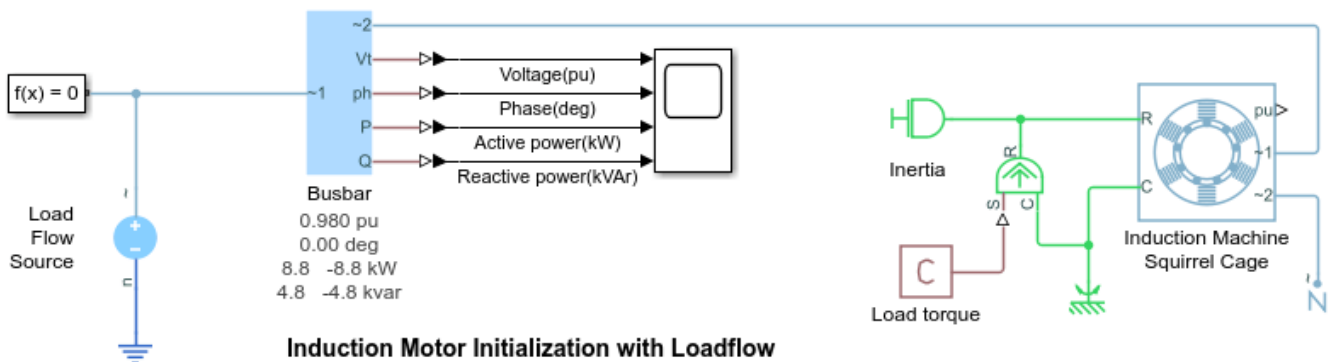 ~2
Vt
Voltage(pu)
f(x) = 0
~1
ph
Phase(deg)
P
Active power(kW)
Q
Reactive power(kVAr)
Busbar
0.980 pu
0.00 deg
8.8 -8.8 kW
4.8 -4.8 kvar
~
Load
Flow
Source
n
Inertia
R
S
C
C
Load torque
R
C
pu
~1
~2
Induction Machine
Squirrel Cage
~
N
Induction Motor Initialization with Loadflow